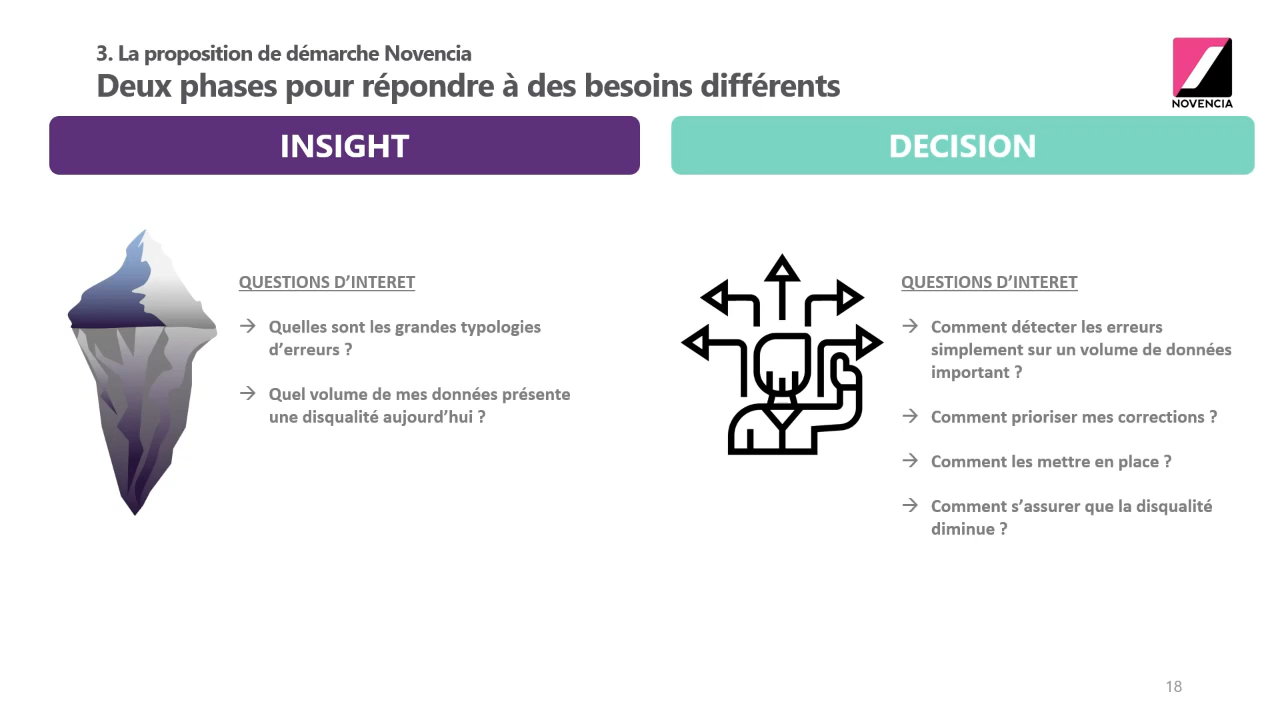 3. La proposition de démarche Novencia
Deux phases pour répondre à des besoins différents
NOVENCIA
INSIGHT
DECISION
QUESTIONS D’INTERET
→ Quelles sont les grandes typologies
d’erreurs ?
→ Quel volume de mes données présente
une disqualité aujourd’hui ?
QUESTIONS D’INTERET
→ Comment détecter les erreurs
simplement sur un volume de données
important ?
→ Comment prioriser mes corrections ?
→ Comment les mettre en place ?
→ Comment s’assurer que la disqualité
diminue ?
18